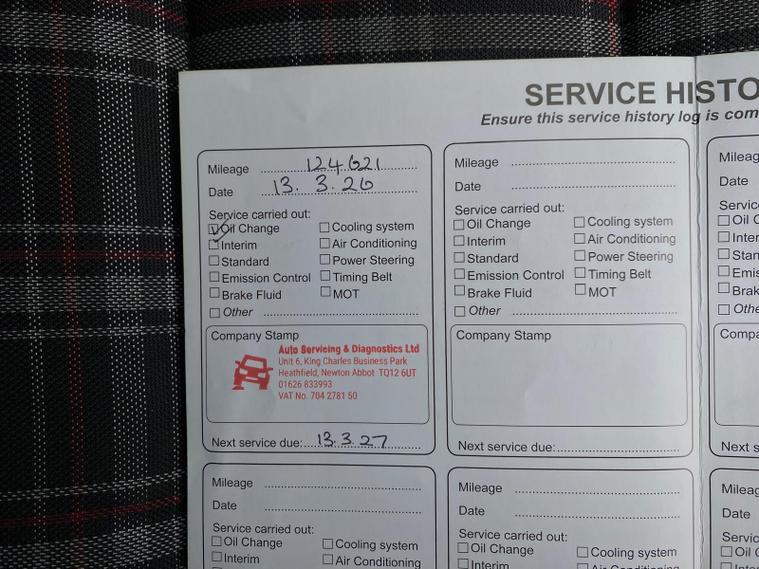 SERVICE HISTO
Ensure this service history log is com
Mileage 124621
Date 13. 3. 26
Service carried out:
Oil Change
Cooling system
Interim
Air Conditioning
Standard
Power Steering
Emission Control
Timing Belt
Brake Fluid
MOT
Other
Company Stamp
Auto Servicing & Diagnostics Ltd
Unit 6, King Charles Business Park
Heathfield, Newton Abbot TQ12 6UT
01626 833993
VAT No. 704 2781 50
Next service due: 13.3.27
Mileage
Date
Service carried out:
Oil Change
Cooling system
Interim
Air Conditioning
Standard
Power Steering
Emission Control
Timing Belt
Brake Fluid
MOT
Other
Company Stamp
Next service due:
Mileag
Date
Servic
Oil C
Inter
Stan
Emis
Brak
Othe
Compa
Next s
Mileage
Date
Service carried out:
Oil Change
Cooling system
Interim
Air Conditioning
Mileage
Date
Service carried out:
Oil Change
Cooling system
Interim
Air Conditioning
Mileag
Date
Servic
Oil C